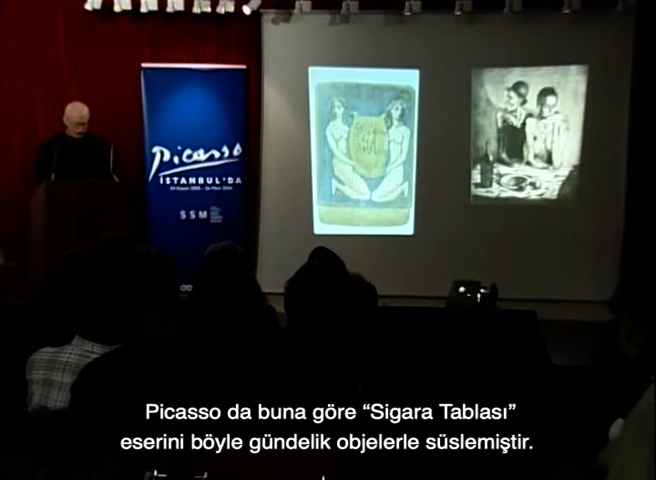 Picasso
İSTANBUL'DA
SSM
Picasso da buna göre “Sigara Tablası”
eserini böyle gündelik objelerle süslemiştir.